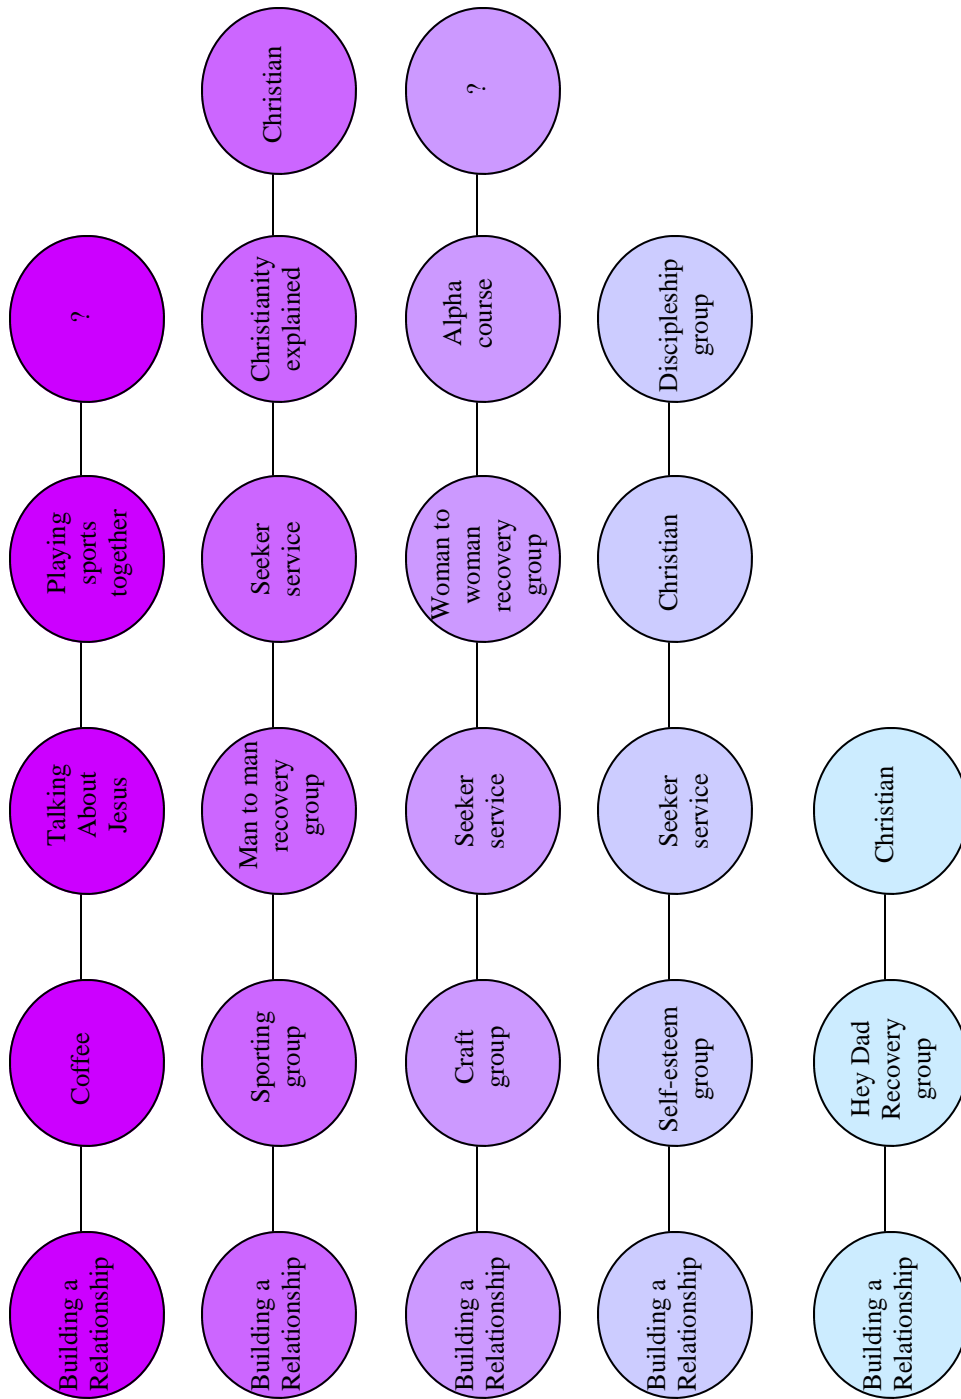 Building a
Relationship
Coffee
Talking
About
Jesus
Playing
sports
together
?
Building a
Relationship
Sporting
group
Man to man
recovery
group
Seeker
service
Christianity
explained
Christian
Building a
Relationship
Craft
group
Seeker
service
Woman to
woman
recovery
group
Alpha
course
?
Building a
Relationship
Self-esteem
group
Seeker
service
Christian
Discipleship
group
Building a
Relationship
Hey Dad
Recovery
group
Christian